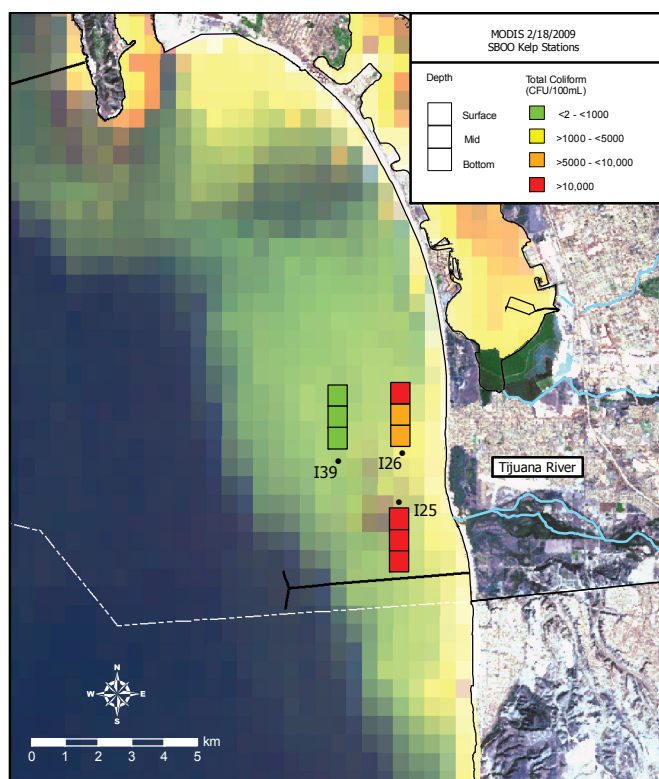 MODIS 2/18/2009
SBOO Kelp Stations
Depth
Surface
Mid
Bottom
Total Coliform
(CFU/100mL)
<2 - <1000
>1000 - <5000
>5000 - <10,000
>10,000
I39
I26
I25
Tijuana River
N
W E
S
km
0 1 2 3 4 5